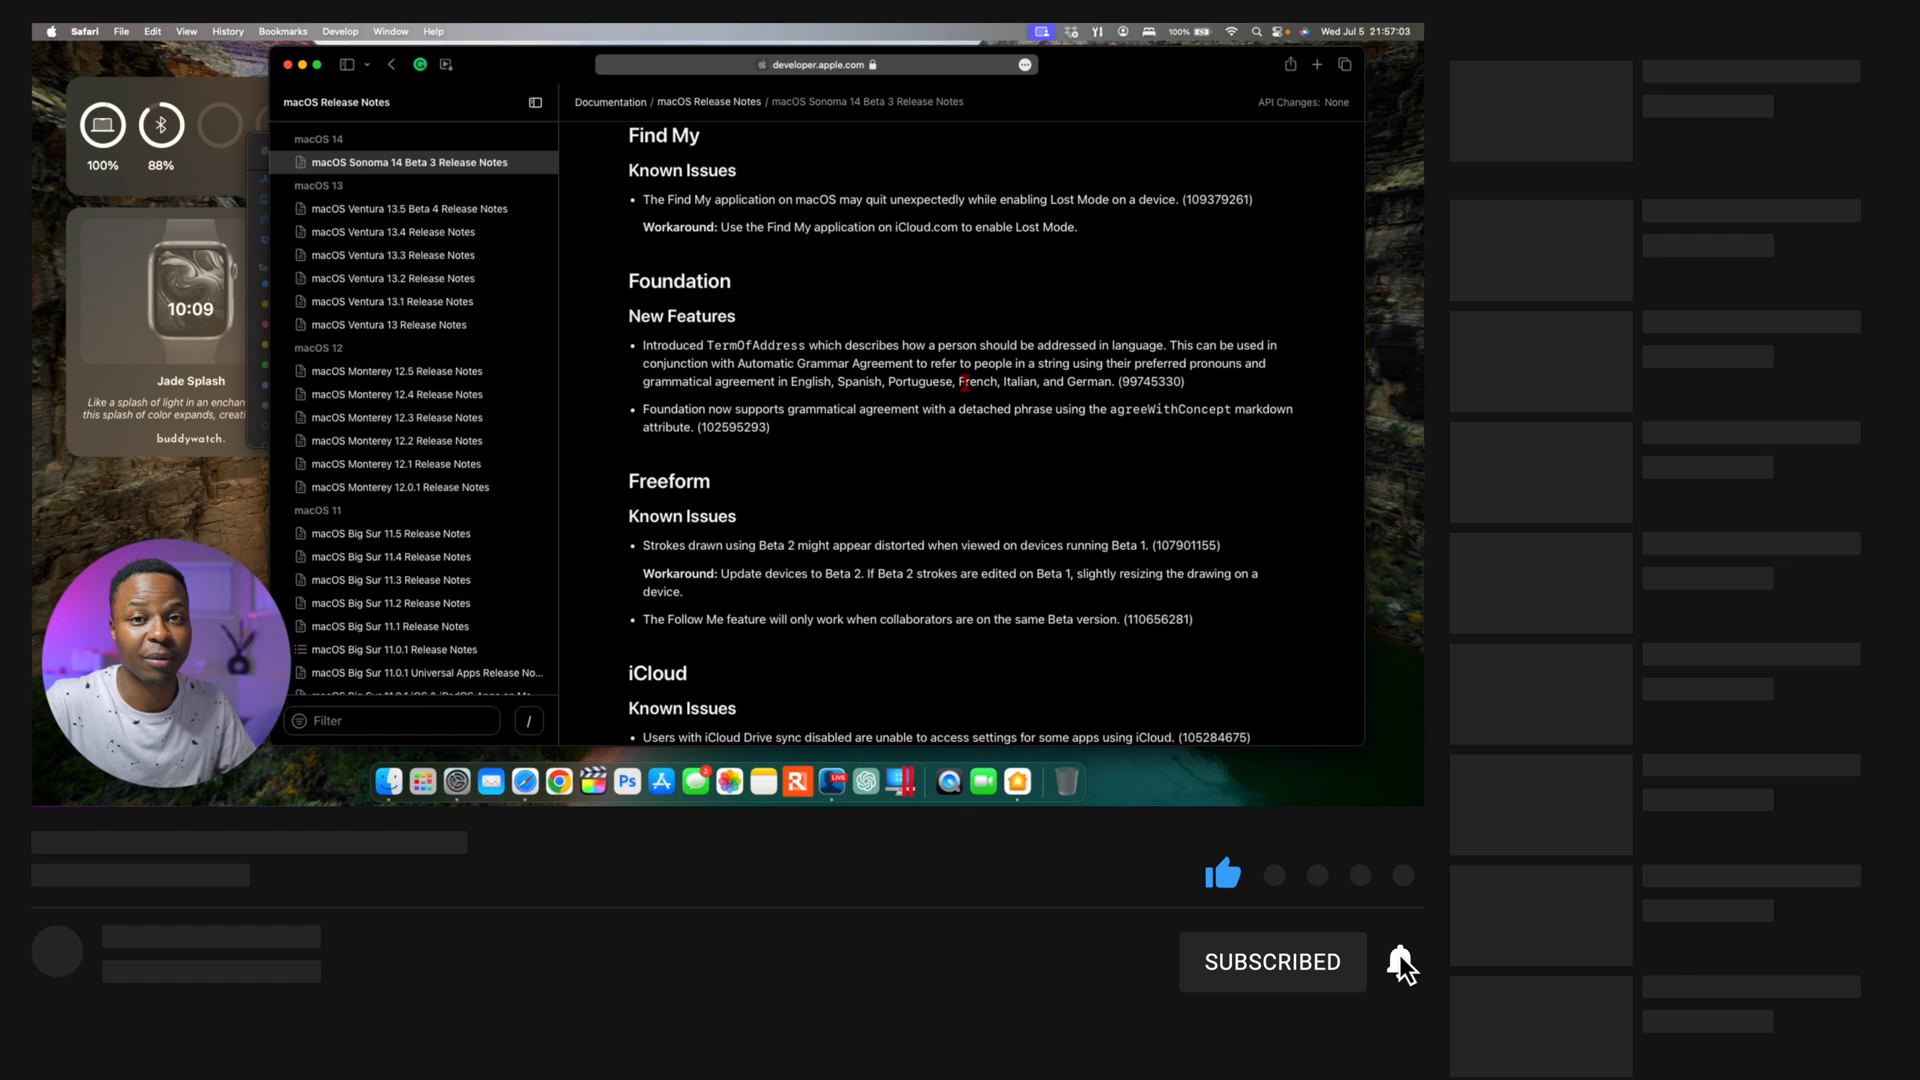 Safari File Edit View History Bookmarks Develop Window Help
100%
Wed Jul 5 21:57:03
developer.apple.com
macOS Release Notes
Documentation / macOS Release Notes / macOS Sonoma 14 Beta 3 Release Notes
API Changes: None
100%
88%
10:09
Jade Splash
Like a splash of light in an enchan
this splash of color expands, creati
buddywatch.
macOS 14
macOS Sonoma 14 Beta 3 Release Notes
macOS 13
macOS Ventura 13.5 Beta 4 Release Notes
macOS Ventura 13.4 Release Notes
macOS Ventura 13.3 Release Notes
macOS Ventura 13.2 Release Notes
macOS Ventura 13.1 Release Notes
macOS Ventura 13 Release Notes
macOS 12
macOS Monterey 12.5 Release Notes
macOS Monterey 12.4 Release Notes
macOS Monterey 12.3 Release Notes
macOS Monterey 12.2 Release Notes
macOS Monterey 12.1 Release Notes
macOS Monterey 12.0.1 Release Notes
macOS 11
macOS Big Sur 11.5 Release Notes
macOS Big Sur 11.4 Release Notes
macOS Big Sur 11.3 Release Notes
macOS Big Sur 11.2 Release Notes
macOS Big Sur 11.1 Release Notes
macOS Big Sur 11.0.1 Release Notes
macOS Big Sur 11.0.1 Universal Apps Release No...
Filter
/
Find My
Known Issues
• The Find My application on macOS may quit unexpectedly while enabling Lost Mode on a device. (109379261)
Workaround: Use the Find My application on iCloud.com to enable Lost Mode.
Foundation
New Features
• Introduced TermOfAddress which describes how a person should be addressed in language. This can be used in
conjunction with Automatic Grammar Agreement to refer to people in a string using their preferred pronouns and
grammatical agreement in English, Spanish, Portuguese, French, Italian, and German. (99745330)
• Foundation now supports grammatical agreement with a detached phrase using the agreeWithConcept markdown
attribute. (102595293)
Freeform
Known Issues
• Strokes drawn using Beta 2 might appear distorted when viewed on devices running Beta 1. (107901155)
Workaround: Update devices to Beta 2. If Beta 2 strokes are edited on Beta 1, slightly resizing the drawing on a
device.
• The Follow Me feature will only work when collaborators are on the same Beta version. (110656281)
iCloud
Known Issues
• Users with iCloud Drive sync disabled are unable to access settings for some apps using iCloud. (105284675)
Ps
2
LIVE
SUBSCRIBED